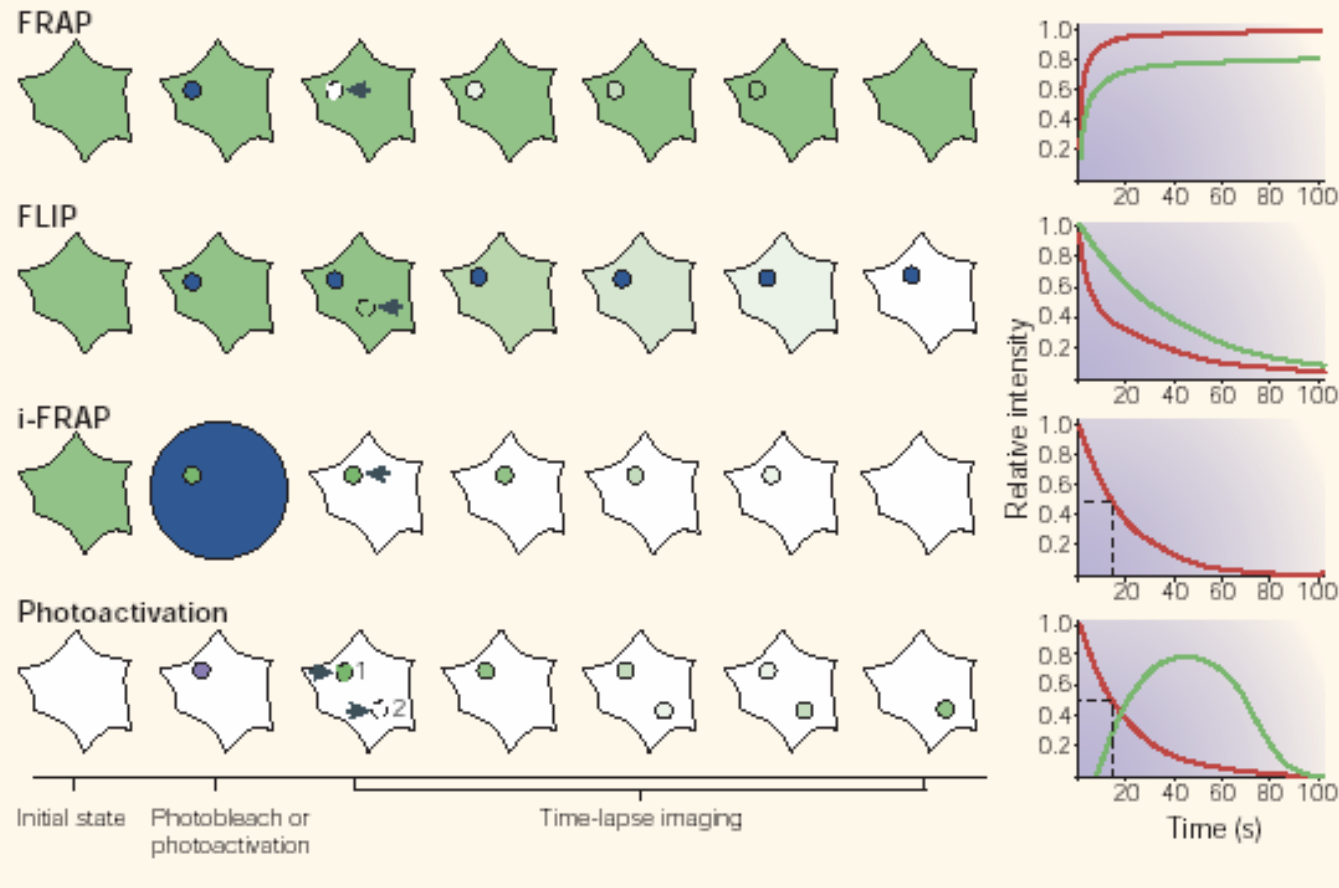 FRAP
1.0
0.8
0.6
0.4
0.2
20 40 60 80 100
FLIP
1.0
0.8
0.6
0.4
0.2
20 40 60 80 100
i-FRAP
1.0
0.8
0.6
0.4
0.2
20 40 60 80 100
Relative intensity
Photoactivation
1
2
1.0
0.8
0.6
0.4
0.2
20 40 60 80 100
Time (s)
Initial state
Photobleach or
photoactivation
Time-lapse imaging